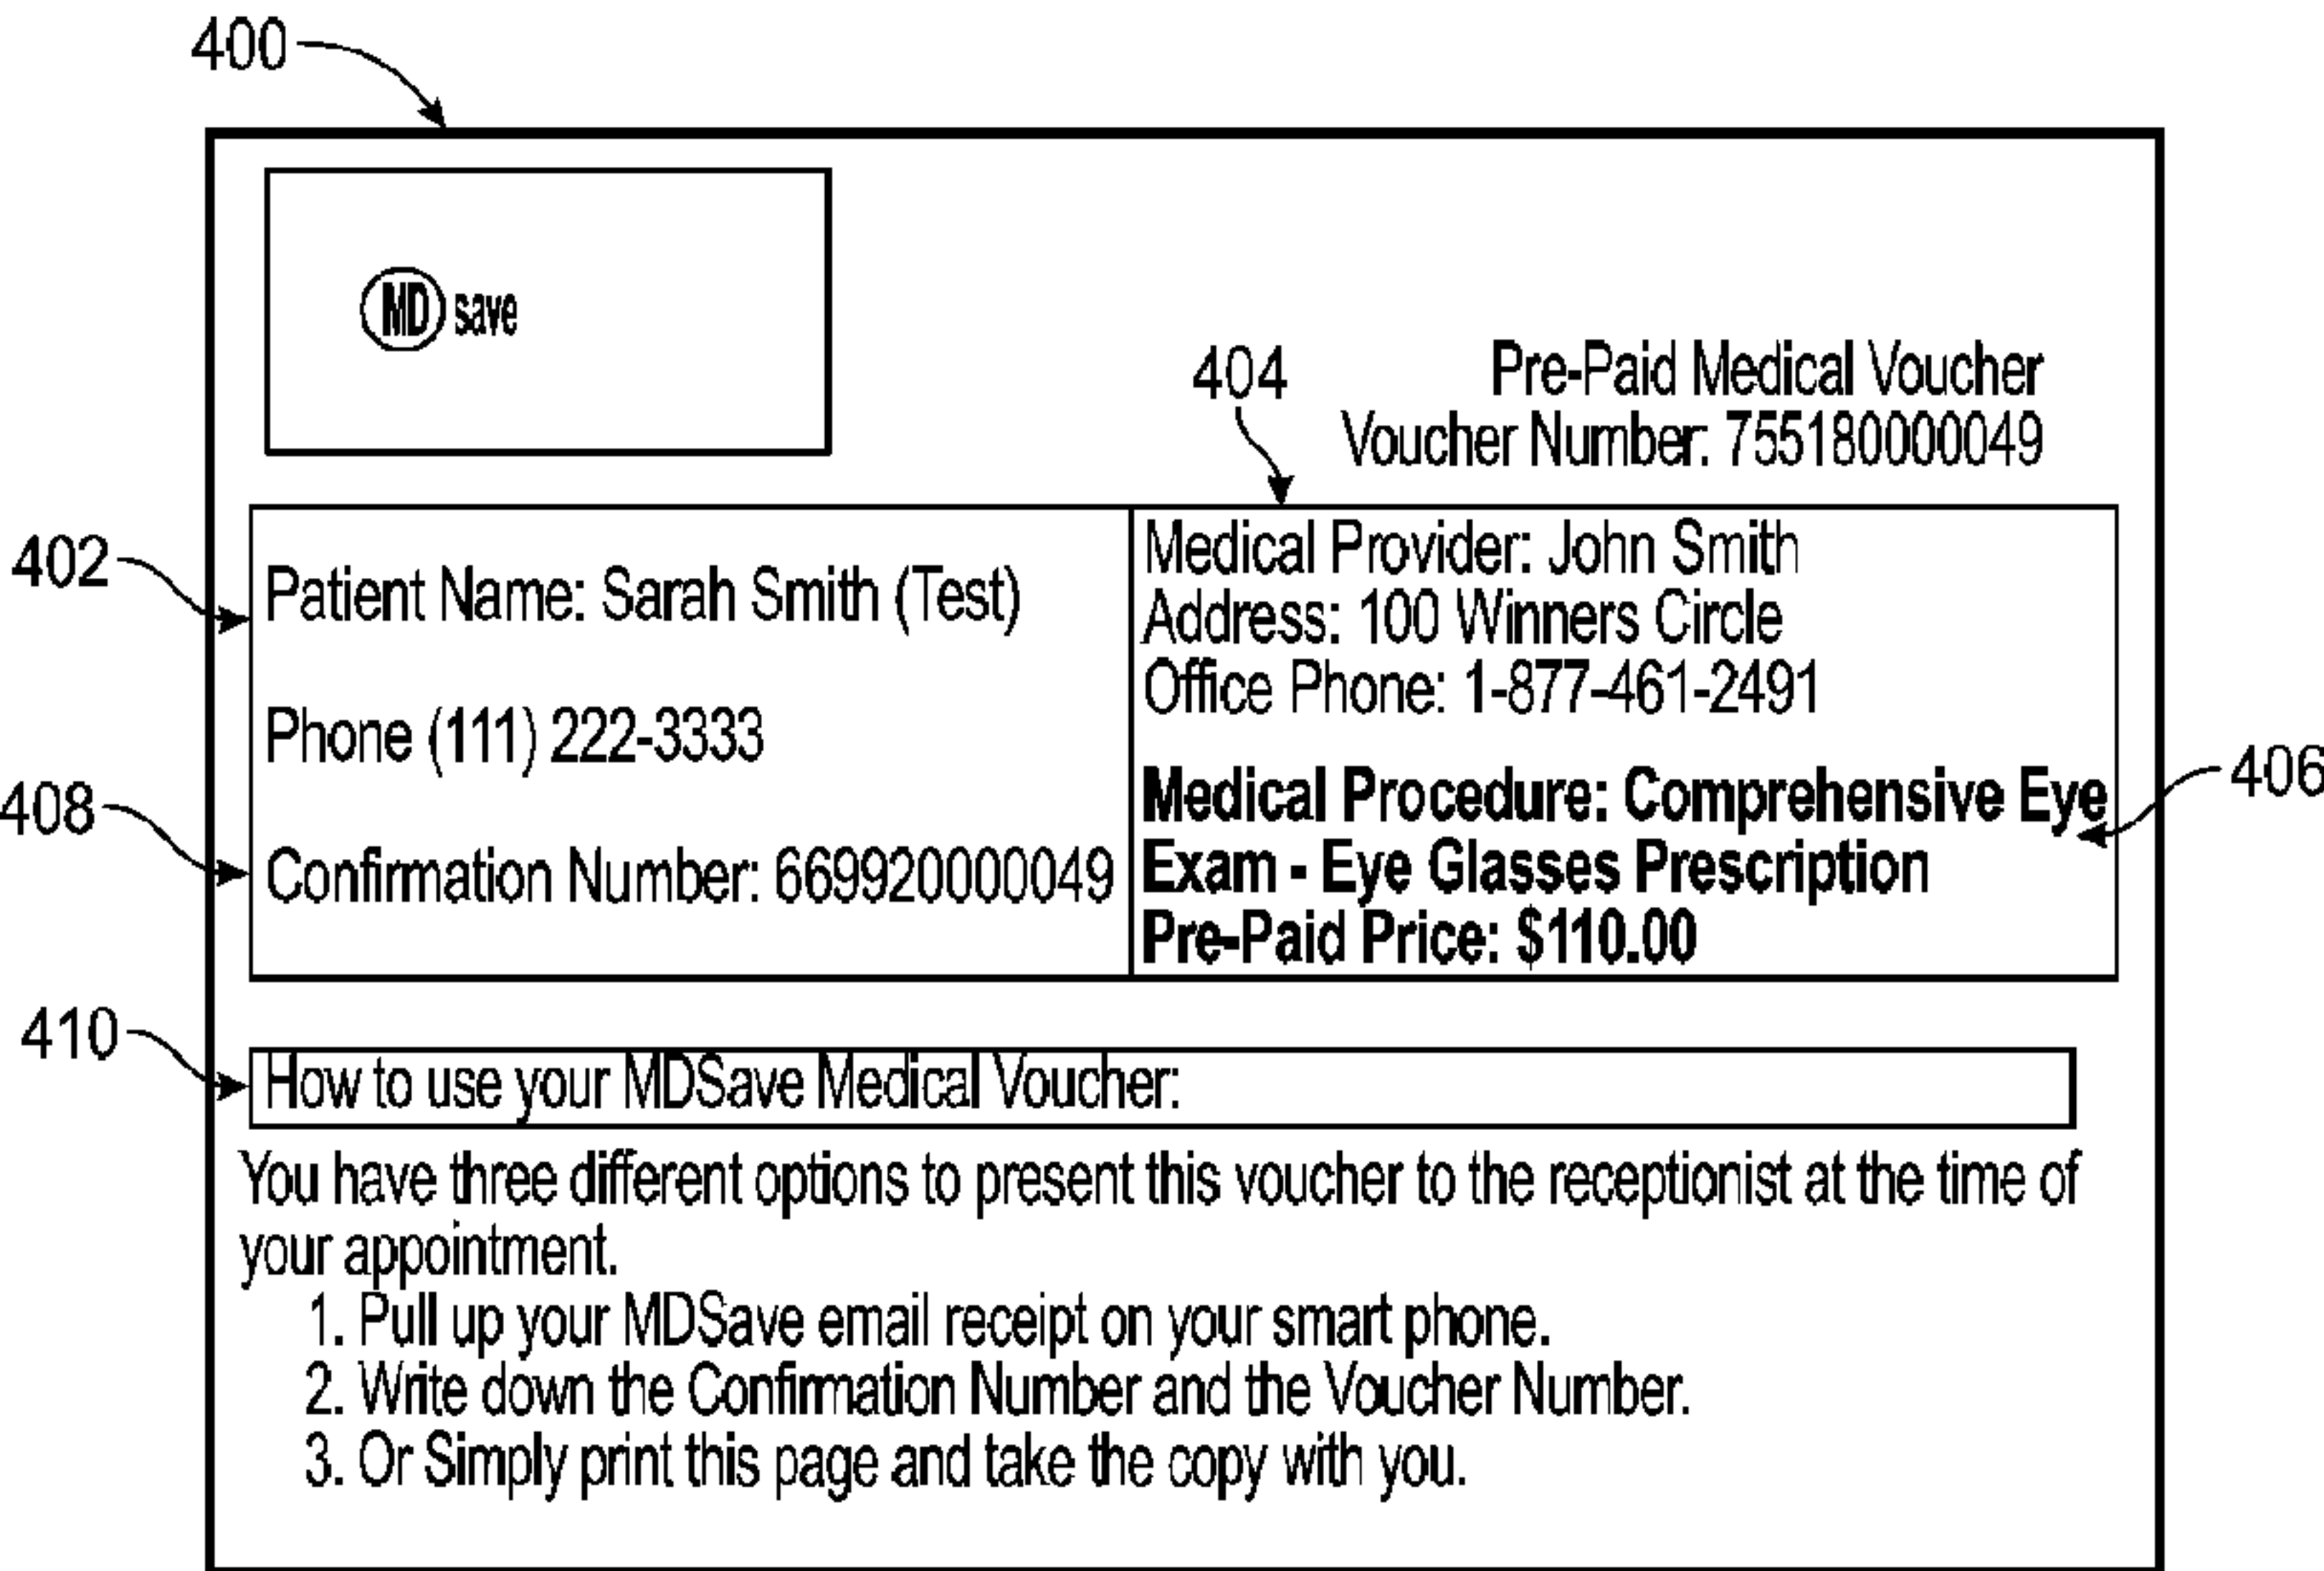 400
MD save
404
Pre-Paid Medical Voucher
Voucher Number: 755180000049
402
Patient Name: Sarah Smith (Test)
Phone (111) 222-3333
408
Confirmation Number: 669920000049
Medical Provider: John Smith
Address: 100 Winners Circle
Office Phone: 1-877-461-2491
Medical Procedure: Comprehensive Eye
Exam - Eye Glasses Prescription
Pre-Paid Price: $110.00
406
410
How to use your MDSave Medical Voucher:
You have three different options to present this voucher to the receptionist at the time of
your appointment.
1. Pull up your MDSave email receipt on your smart phone.
2. Write down the Confirmation Number and the Voucher Number.
3. Or Simply print this page and take the copy with you.